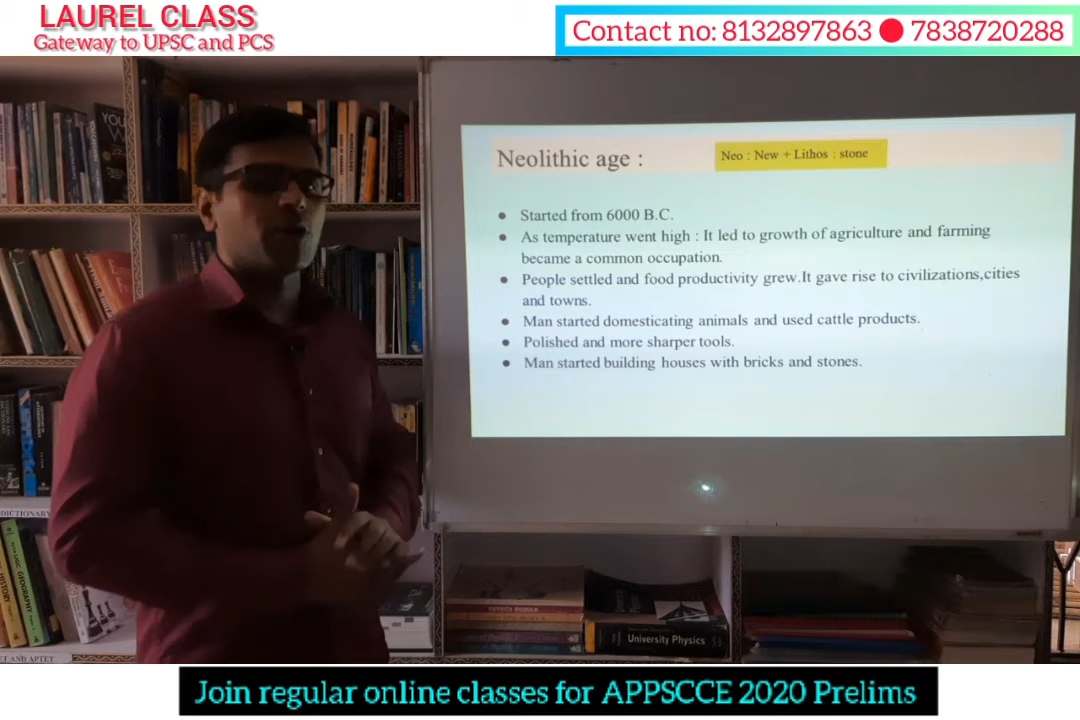 LAUREL CLASS
Gateway to UPSC and PCS
Contact no: 8132897863 🔴 7838720288
Neolithic age :
Neo : New + Lithos : stone
● Started from 6000 B.C.
● As temperature went high : It led to growth of agriculture and farming
became a common occupation.
● People settled and food productivity grew.It gave rise to civilizations,cities
and towns.
● Man started domesticating animals and used cattle products.
● Polished and more sharper tools.
● Man started building houses with bricks and stones.
DICTIONARY
HISTORY
GEOGRAPHY
University Physics
ET AND APTET
Join regular online classes for APPSCCE 2020 Prelims